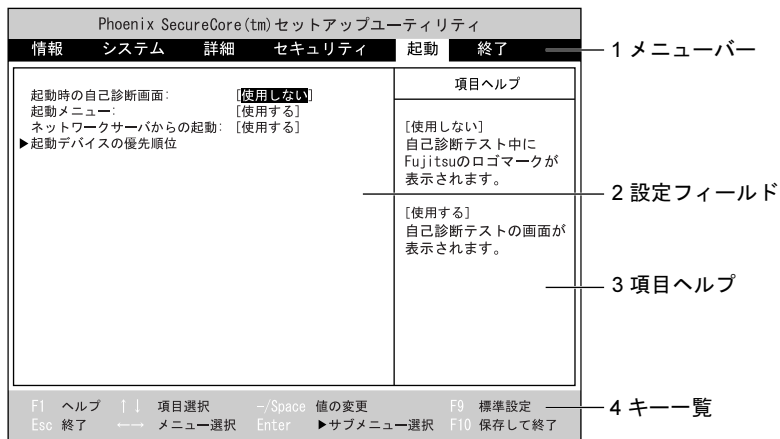 Phoenix SecureCore(tm)セットアップユーティリティ
情報 システム 詳細 セキュリティ 起動 終了
1 メニューバー
項目ヘルプ
起動時の自己診断画面: [使用しない]
起動メニュー: [使用する]
ネットワークサーバからの起動: [使用する]
▶起動デバイスの優先順位
[使用しない]
自己診断テスト中に
Fujitsuのロゴマークが
表示されます。
[使用する]
自己診断テストの画面が
表示されます。
2 設定フィールド
3 項目ヘルプ
F1 ヘルプ ↑↓ 項目選択 -/Space 値の変更 F9 標準設定
Esc 終了 ←→ メニュー選択 Enter ▶サブメニュー選択 F10 保存して終了
4 キー一覧